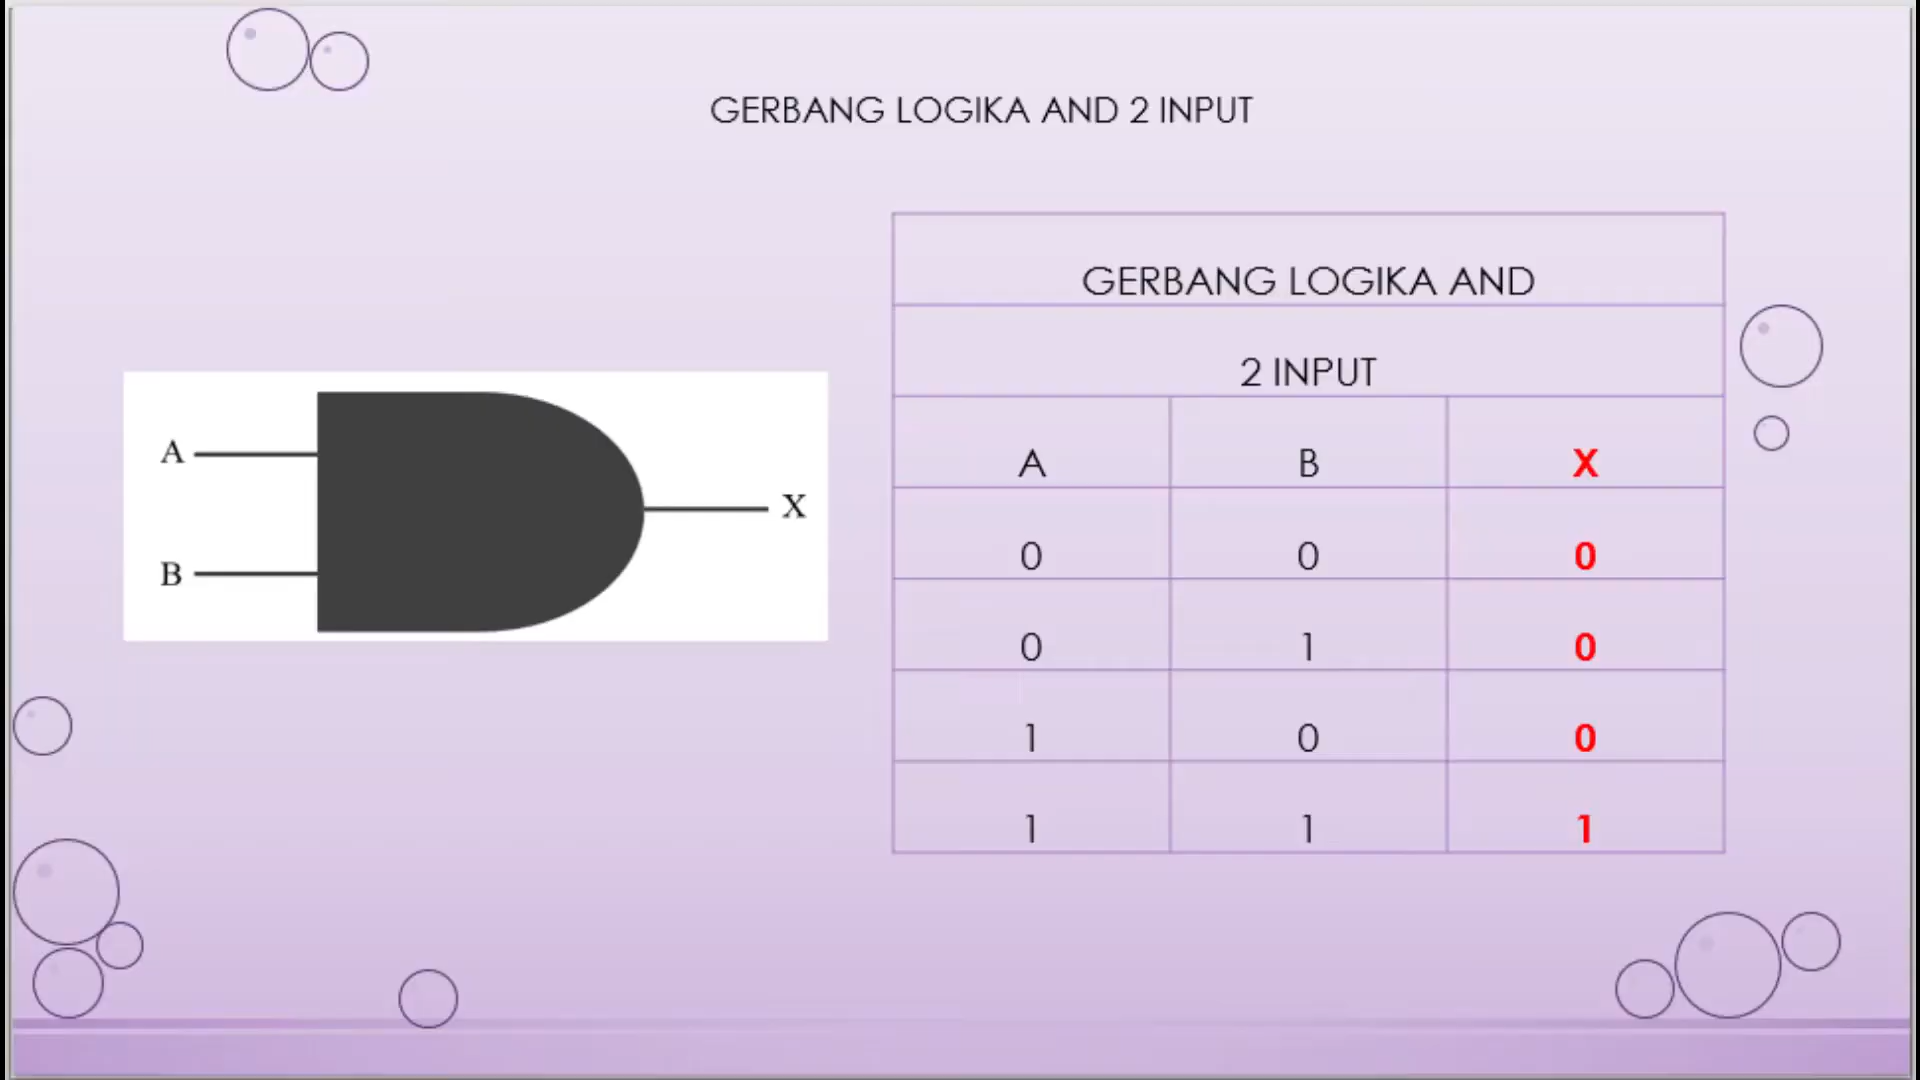 GERBANG LOGIKA AND 2 INPUT
A
B
X
GERBANG LOGIKA AND
2 INPUT
A B X
0 0 0
0 1 0
1 0 0
1 1 1